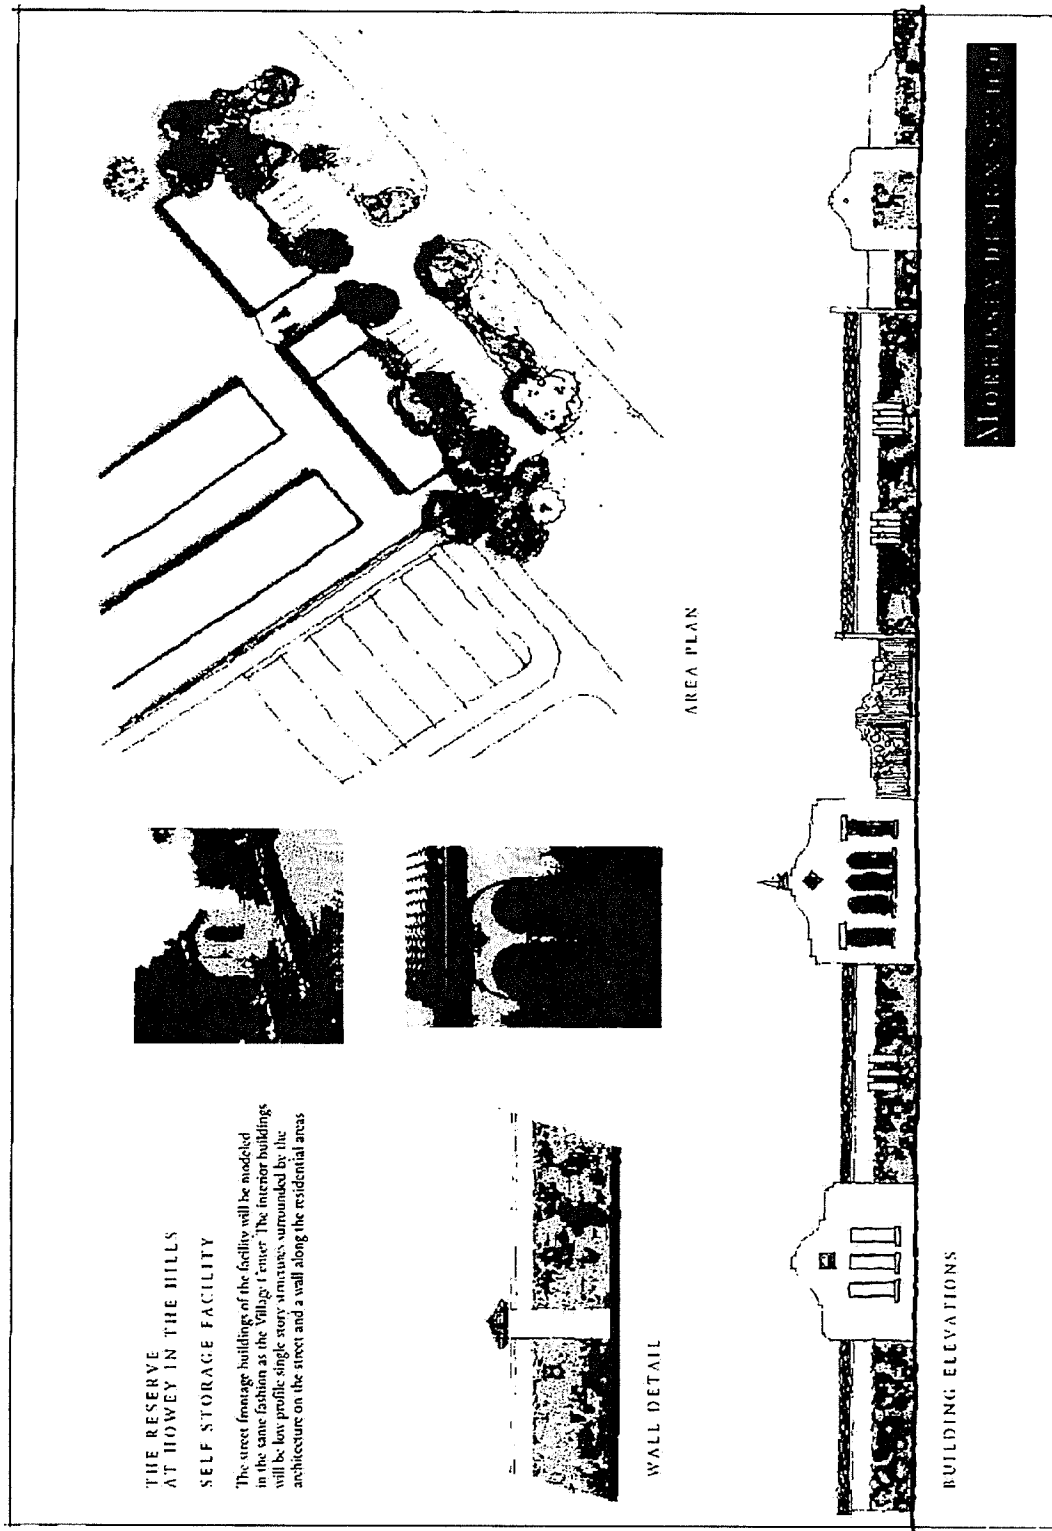 THE RESERVE
AT HOWEY IN THE HILLS
SELF STORAGE FACILITY
The street frontage buildings of the facility will be modeled
in the same fashion as the Village Center The interior buildings
will be low profile single story structures surrounded by the
architecture on the street and a wall along the residential areas
WALL DETAIL
AREA PLAN
BUILDING ELEVATIONS